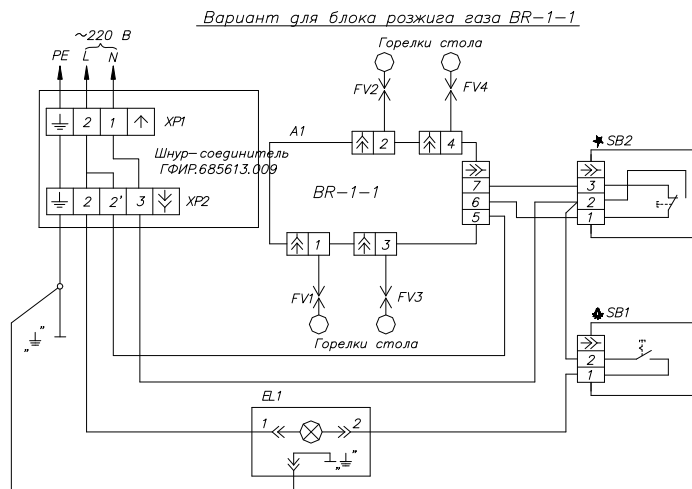 Вариант для блока розжига газа BR-1-1
~220 В
PE L N
2 1 XP1
Шнур-соединитель
ГФИР.685613.009
2 2' 3 XP2
Горелки стола
FV2 FV4
A1 2 4
BR-1-1
7
6
5
1 3
FV1 FV3
Горелки стола
SB2
3
2
1
SB1
2
1
„ ”
EL1
1 2
„ ”